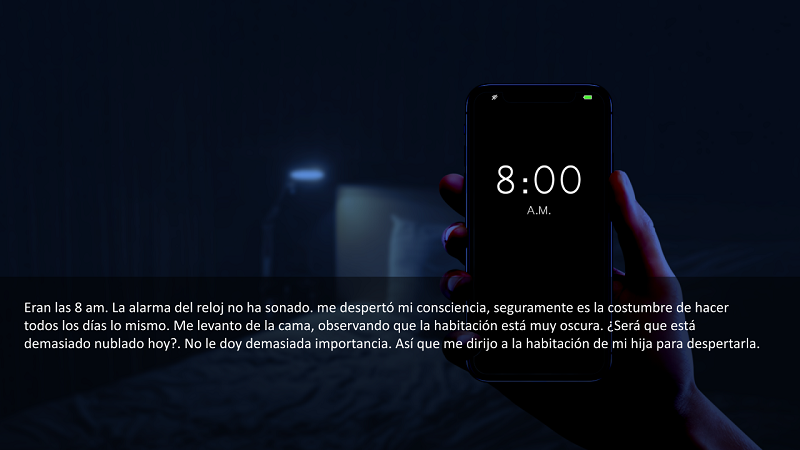 8:00
A.M.
Eran las 8 am. La alarma del reloj no ha sonado. me despertó mi consciencia, seguramente es la costumbre de hacer
todos los días lo mismo. Me levanto de la cama, observando que la habitación está muy oscura. ¿Será que está
demasiado nublado hoy?. No le doy demasiada importancia. Así que me dirijo a la habitación de mi hija para despertarla.